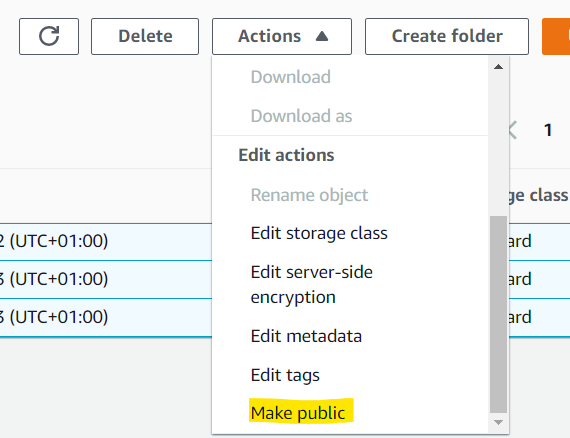 Delete
Actions
Create folder
Download
Download as
1
Edit actions
Rename object
ge class
Edit storage class
2 (UTC+01:00)
ard
3 (UTC+01:00)
Edit server-side
encryption
ard
3 (UTC+01:00)
ard
Edit metadata
Edit tags
Make public